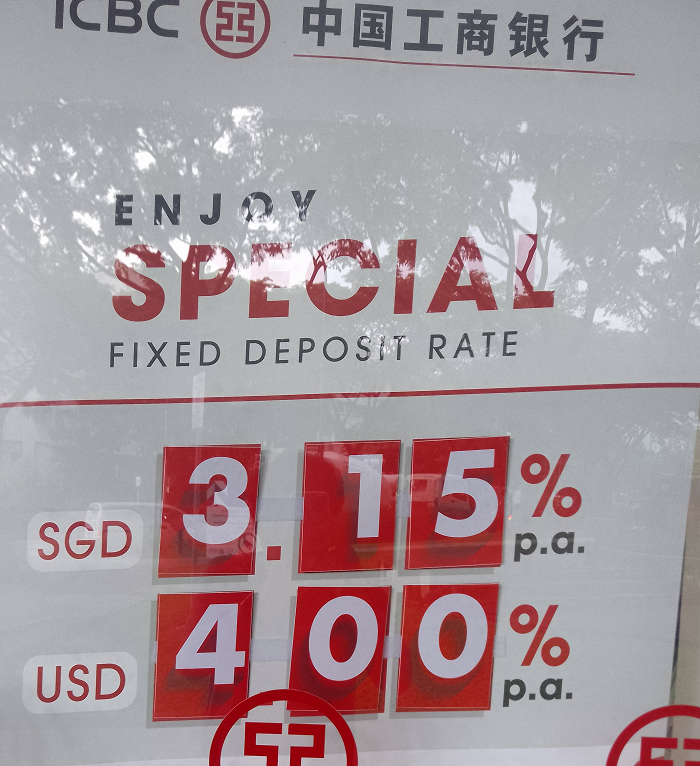 ICBC 中国工商银行
ENJOY
SPECIAL
FIXED DEPOSIT RATE
SGD 3.15% p.a.
USD 4.00% p.a.